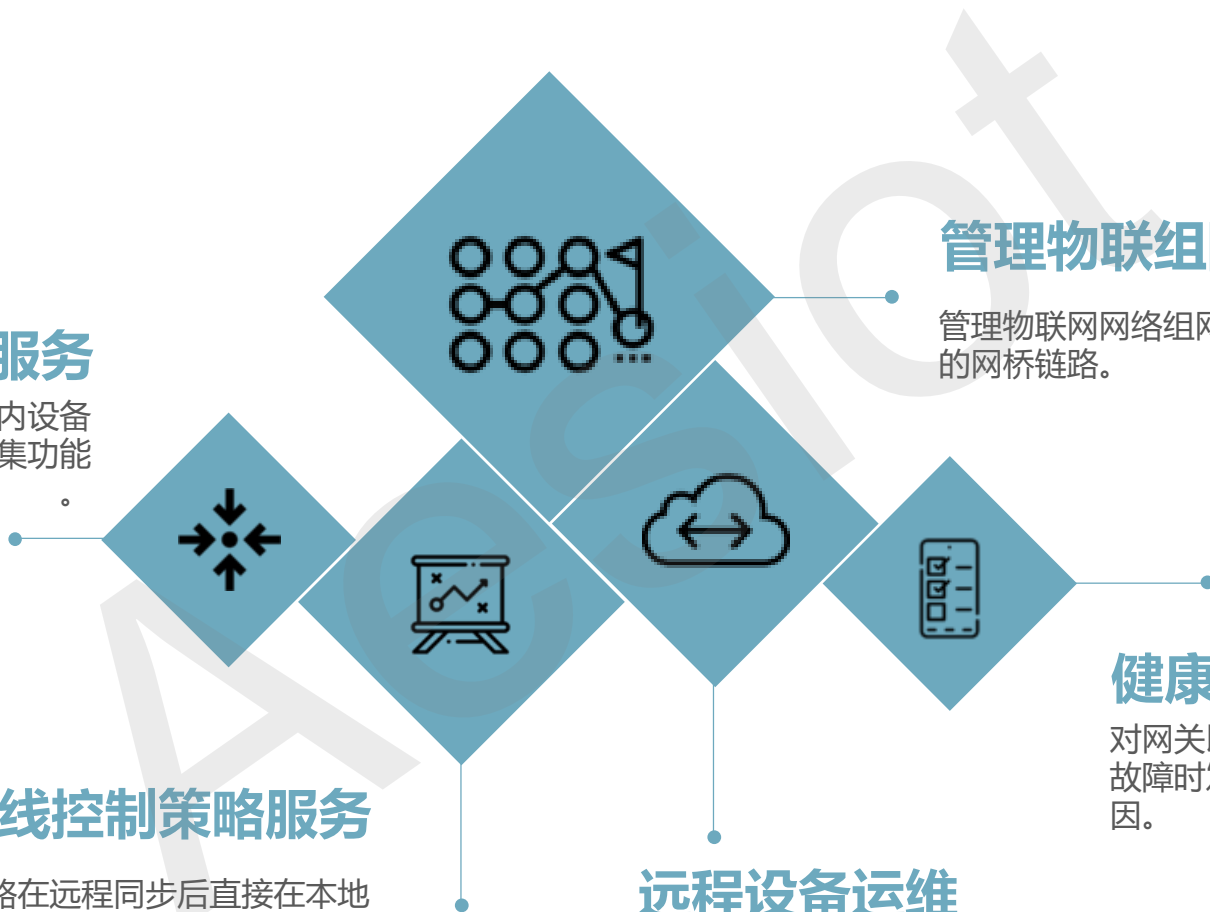 管理物联组
管理物联网网络组网
的网桥链路。
服务
内设备
集功能
。
健康
对网关
故障时
因。
线控制策略服务
略在远程同步后直接在本地
远程设备运维
Aesiot